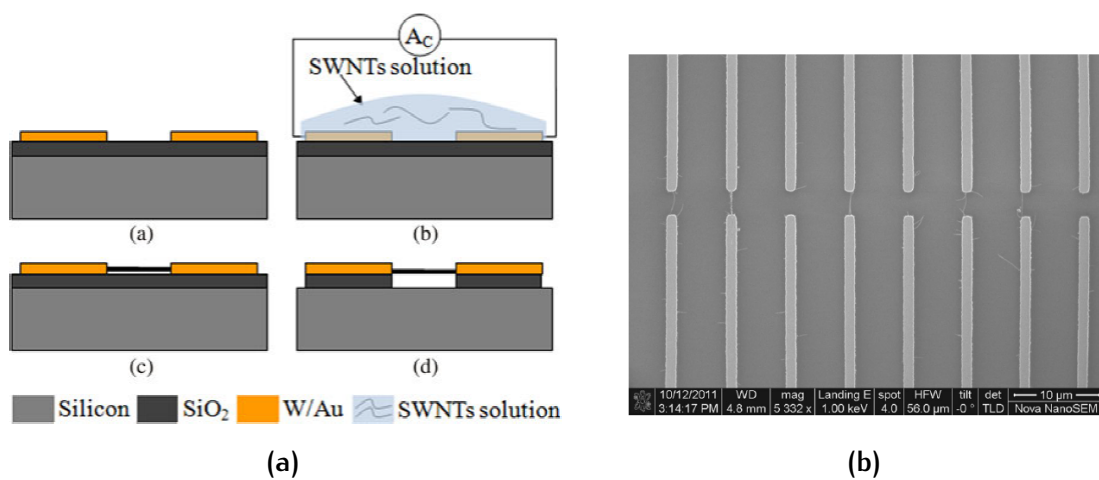 A_C
SWNTs solution
(a)
(b)
(c)
(d)
Silicon
SiO₂
W/Au
SWNTs solution
10/12/2011 WD mag Landing E spot HFW tilt det 10 µm
3:14:17 PM 4.8 mm 5 332 x 1.00 keV 4.0 56.0 µm -0 ° TLD Nova NanoSEM
(a)
(b)